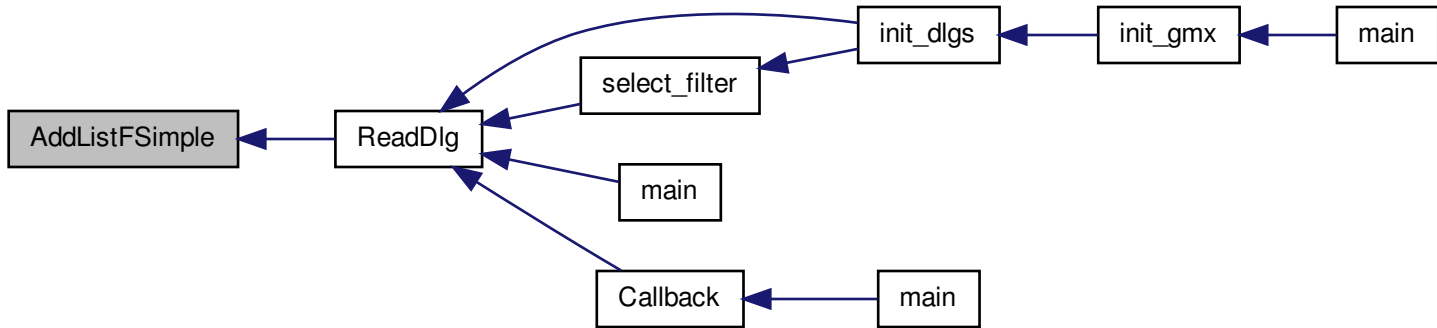 init_dlgs
init_gmx
main
select_filter
AddListFSimple
ReadDlg
main
Callback
main